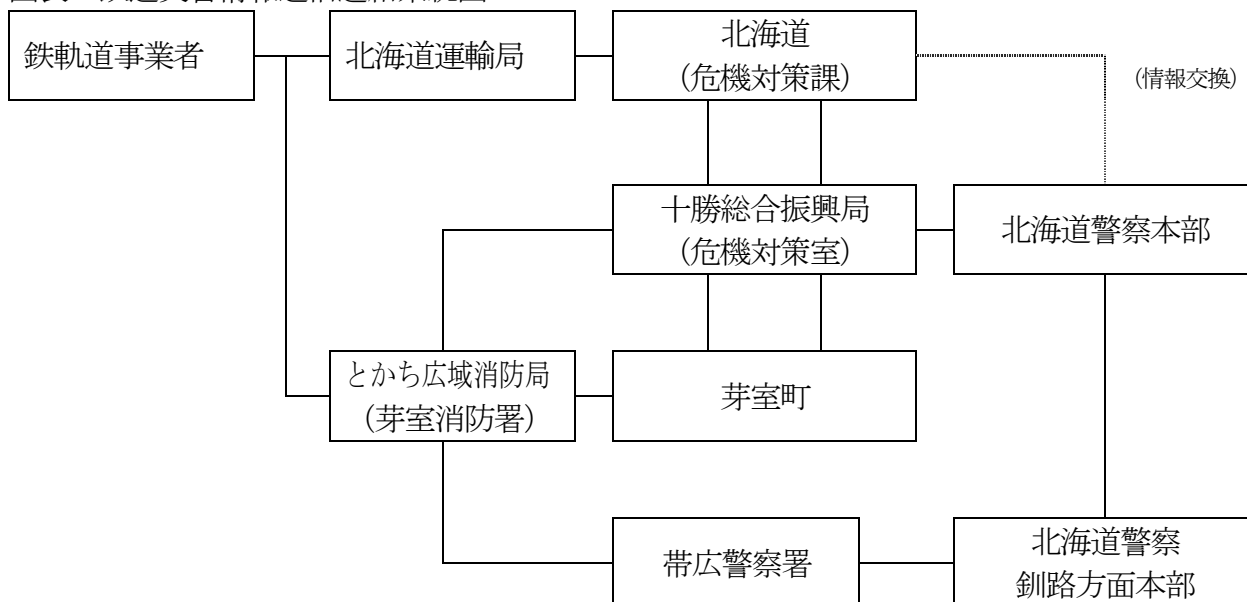 鉄軌道事業者
北海道運輸局
北海道
(危機対策課)
(情報交換)
十勝総合振興局
(危機対策室)
北海道警察本部
とかち広域消防局
(芽室消防署)
芽室町
帯広警察署
北海道警察
釧路方面本部